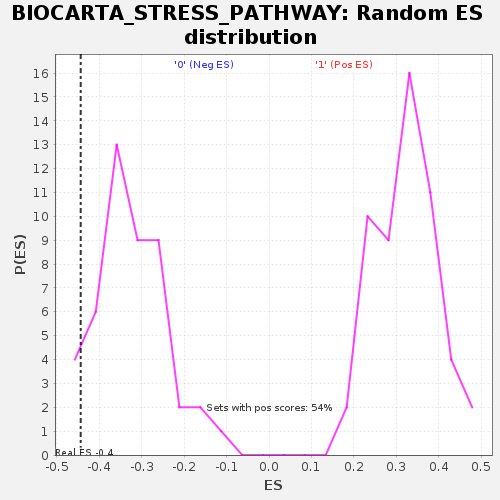 BIOCARTA_STRESS_PATHWAY: Random ES
distribution
'0' (Neg ES) '1' (Pos ES)
16
15
14
13
12
11
10
9
8
7
6
5
4
3
2
1
0
P(ES)
Sets with pos scores: 54%
Real ES -0.4
-0.5 -0.4 -0.3 -0.2 -0.1 0.0 0.1 0.2 0.3 0.4 0.5
ES